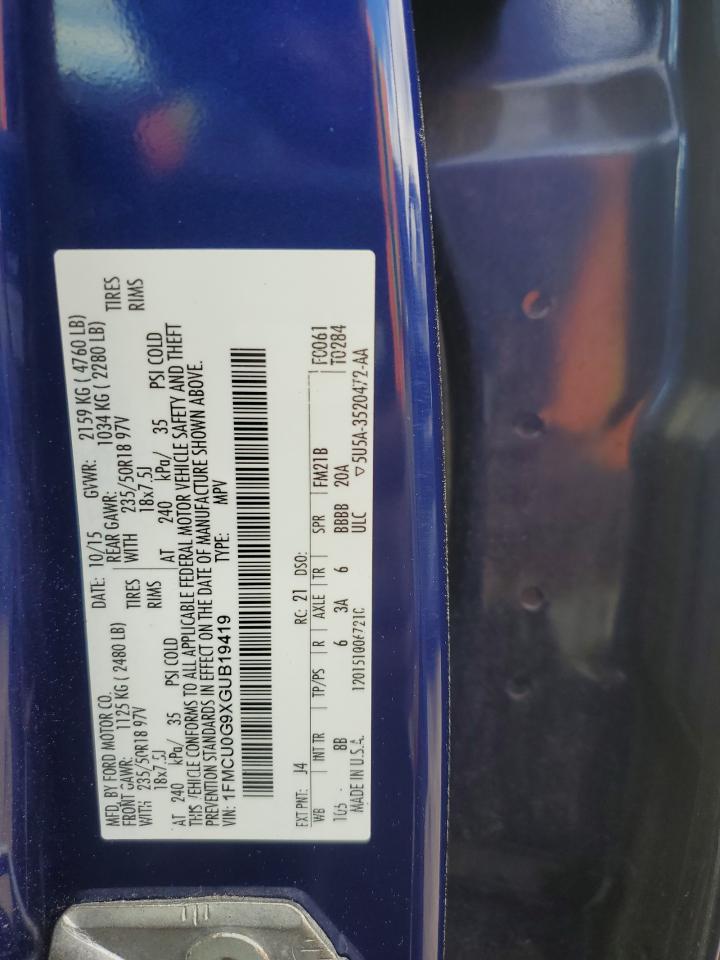 MFD. BY FORD MOTOR CO. DATE: 10/15 GVWR: 2159 KG ( 4760 LB)
FRONT GAWR: 1125 KG ( 2480 LB) REAR GAWR: 1034 KG ( 2280 LB)
WITH 235/50R18 97V TIRES WITH 235/50R18 97V TIRES
18x7.5J RIMS 18x7.5J RIMS
AT 240 kPa/ 35 PSI COLD AT 240 kPa/ 35 PSI COLD
THIS VEHICLE CONFORMS TO ALL APPLICABLE FEDERAL MOTOR VEHICLE SAFETY AND THEFT
PREVENTION STANDARDS IN EFFECT ON THE DATE OF MANUFACTURE SHOWN ABOVE.
VIN: 1FMCU0G9XGUB19419 TYPE: MPV
EXT PNT: J4 RC: 21 DSO: F0061
WB INT TR TP/PS R AXLE TR SPR FM21B T0284
105 8B 6 3A 6 BBBB 20A
MADE IN U.S.A. ULC ▽5U5A-3520472-AA